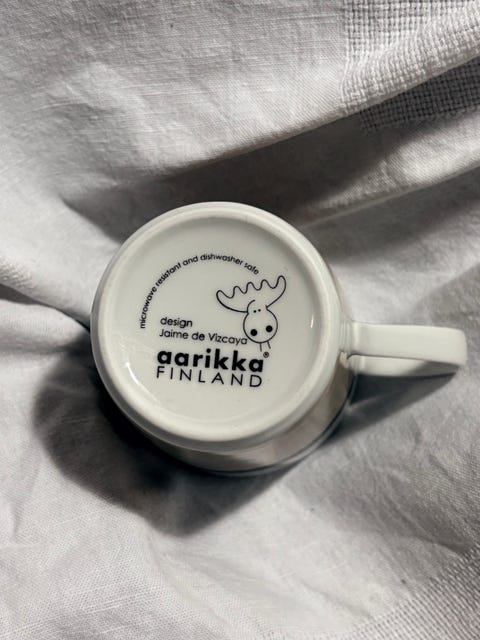 microwave resistant and dishwasher safe
design
Jaime de Vizcaya
aarikka®
FINLAND